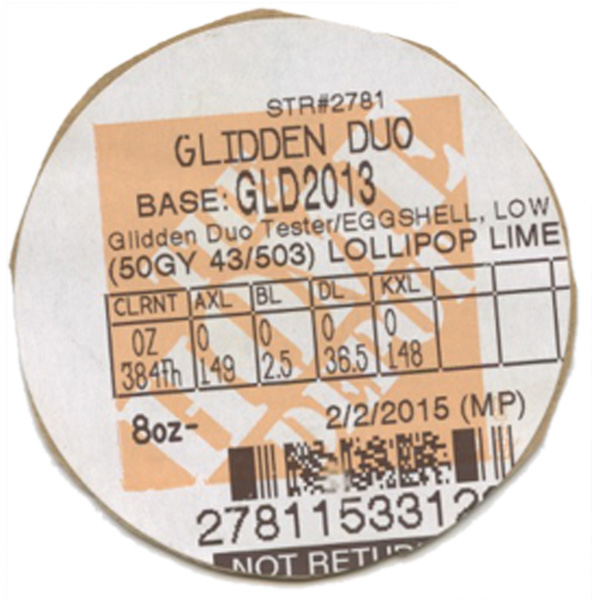 STR#2781
GLIDDEN DUO
BASE: GLD2013
Glidden Duo Tester/EGGSHELL, LOW
(50GY 43/503) LOLLIPOP LIME
CLRNT AXL BL DL KXL
OZ 0 0 0 0
384th 149 2.5 36.5 148
8oz- 2/2/2015 (MP)
2781153312
NOT